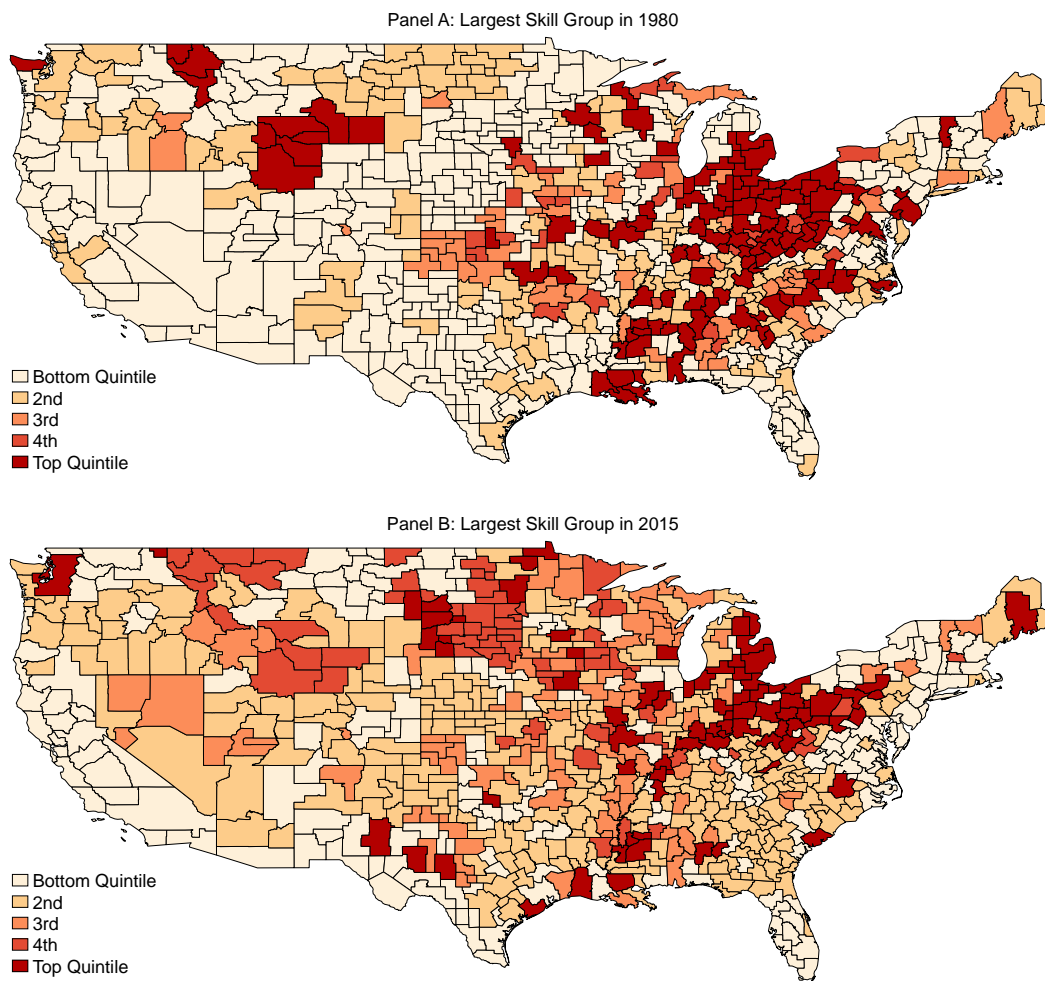 Panel A: Largest Skill Group in 1980
Bottom Quintile
2nd
3rd
4th
Top Quintile
Panel B: Largest Skill Group in 2015
Bottom Quintile
2nd
3rd
4th
Top Quintile